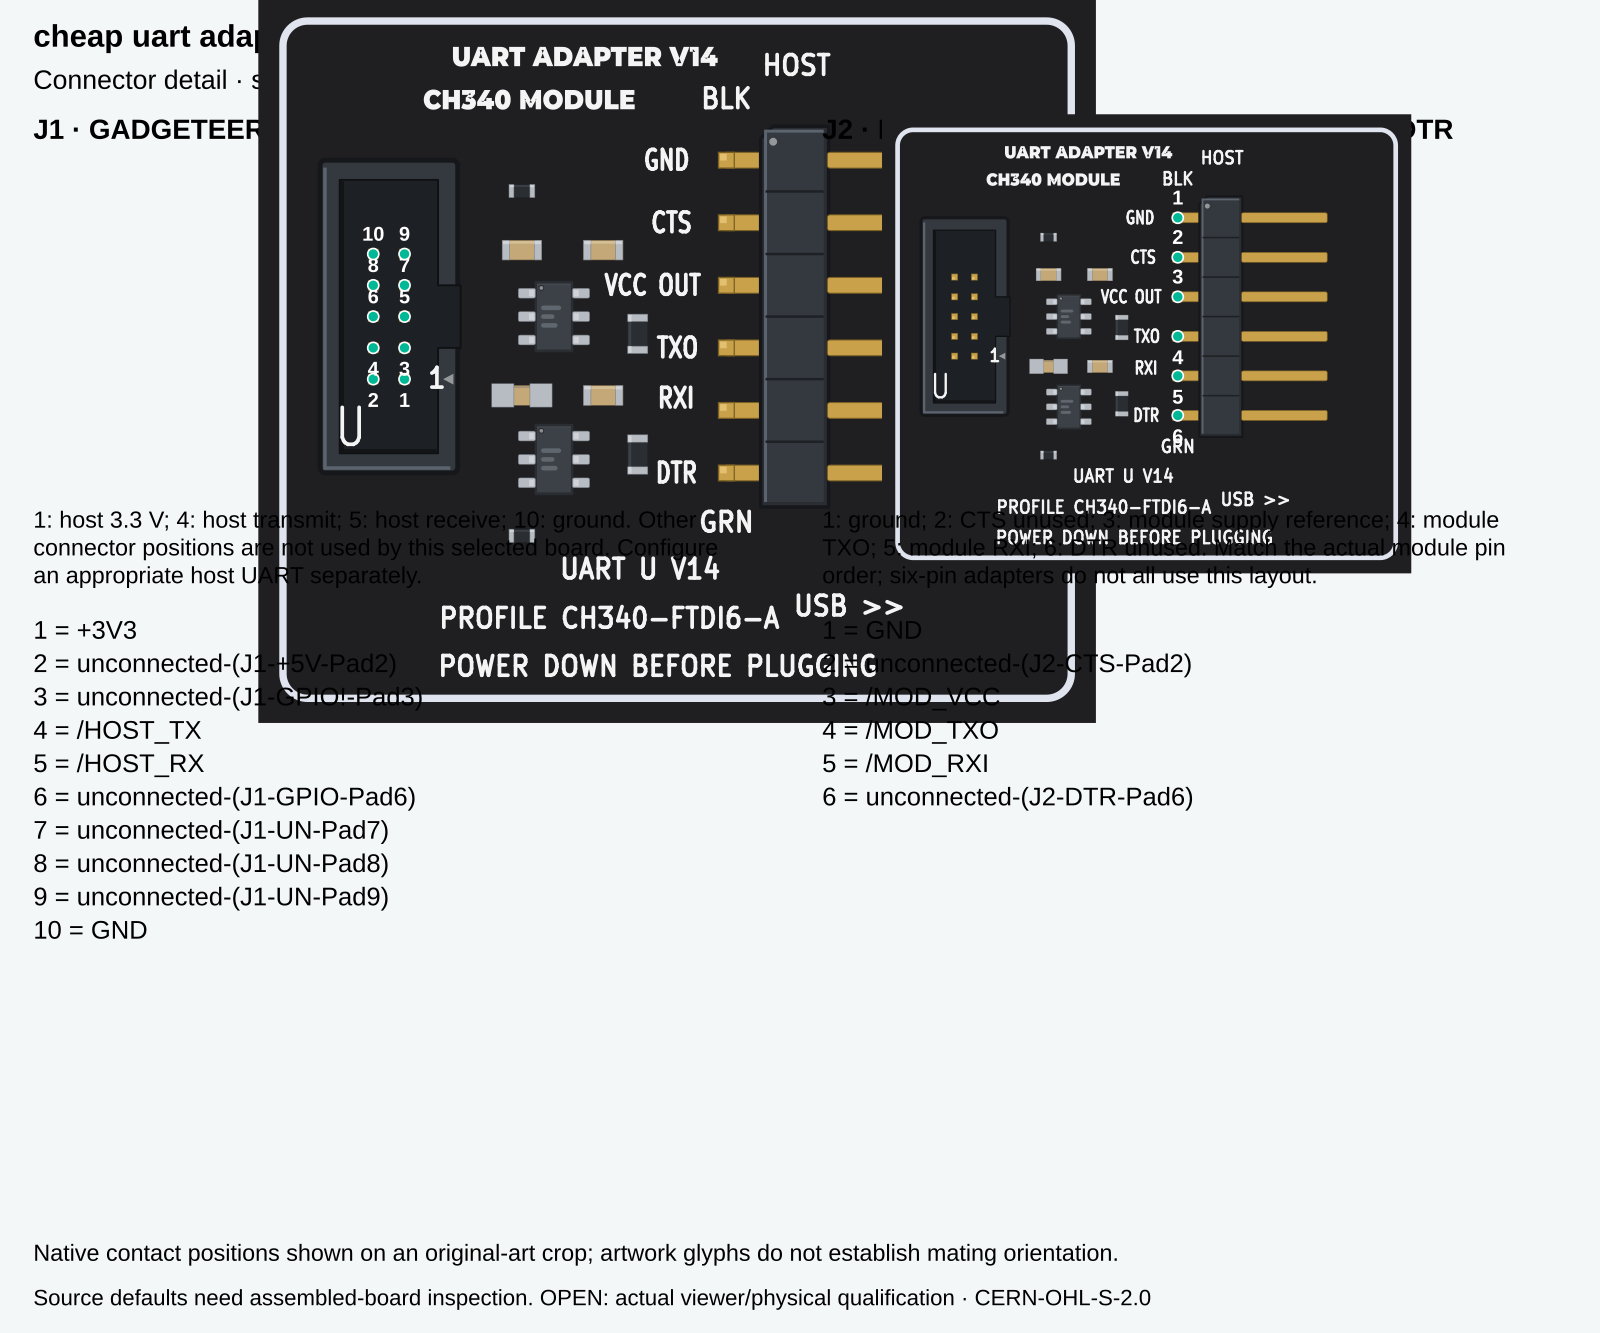 cheap uart adap
Connector detail · s
J1 · GADGETEER
J2 ·
DTR
UART ADAPTER V14
HOST
CH340 MODULE
BLK
GND
CTS
VCC OUT
TXO
RXI
DTR
GRN
10 9
8 7
6 5
4 3
2 1
1
U
UART U V14
PROFILE CH340-FTDI6-A
USB >>
POWER DOWN BEFORE PLUGGING
UART ADAPTER V14
HOST
CH340 MODULE
BLK
1
GND
2
CTS
3
VCC OUT
TXO
4
RXI
5
DTR
6
GRN
1
U
UART U V14
PROFILE CH340-FTDI6-A
USB >>
POWER DOWN BEFORE PLUGGING
1: host 3.3 V; 4: host transmit; 5: host receive; 10: ground. Other
connector positions are not used by this selected board. Configure
an appropriate host UART separately.
1 = +3V3
2 = unconnected-(J1-+5V-Pad2)
3 = unconnected-(J1-GPIO!-Pad3)
4 = /HOST_TX
5 = /HOST_RX
6 = unconnected-(J1-GPIO-Pad6)
7 = unconnected-(J1-UN-Pad7)
8 = unconnected-(J1-UN-Pad8)
9 = unconnected-(J1-UN-Pad9)
10 = GND
1: ground; 2: CTS unused; 3: module supply reference; 4: module
TXO; 5: module RXI; 6: DTR unused. Match the actual module pin
order; six-pin adapters do not all use this layout.
1 = GND
2 = unconnected-(J2-CTS-Pad2)
3 = /MOD_VCC
4 = /MOD_TXO
5 = /MOD_RXI
6 = unconnected-(J2-DTR-Pad6)
Native contact positions shown on an original-art crop; artwork glyphs do not establish mating orientation.
Source defaults need assembled-board inspection. OPEN: actual viewer/physical qualification · CERN-OHL-S-2.0